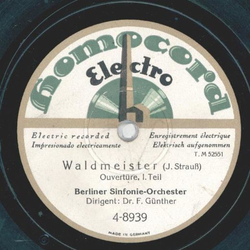 Homocord
Electro
Electric recorded Enregistrement électrique
Impresionado electricamente Elektrisch aufgenommen
T. M 52551
Waldmeister (J. Strauß)
Ouvertüre, I. Teil
Berliner Sinfonie-Orchester
Dirigent: Dr. F. Günther
4-8939
MADE IN GERMANY